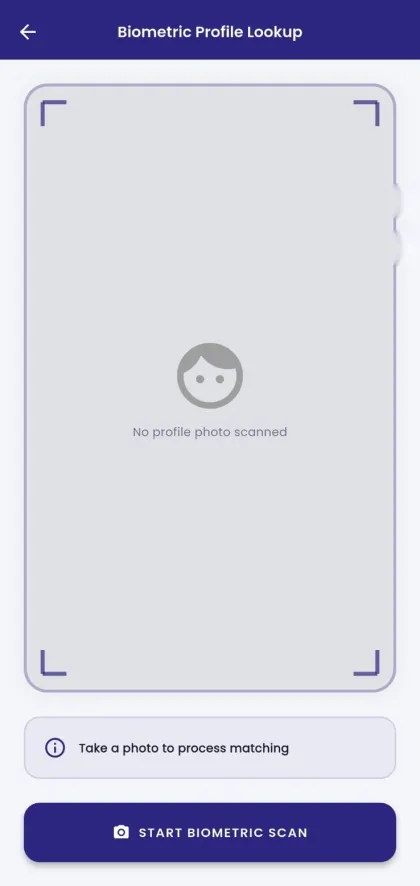 Biometric Profile Lookup
No profile photo scanned
Take a photo to process matching
START BIOMETRIC SCAN